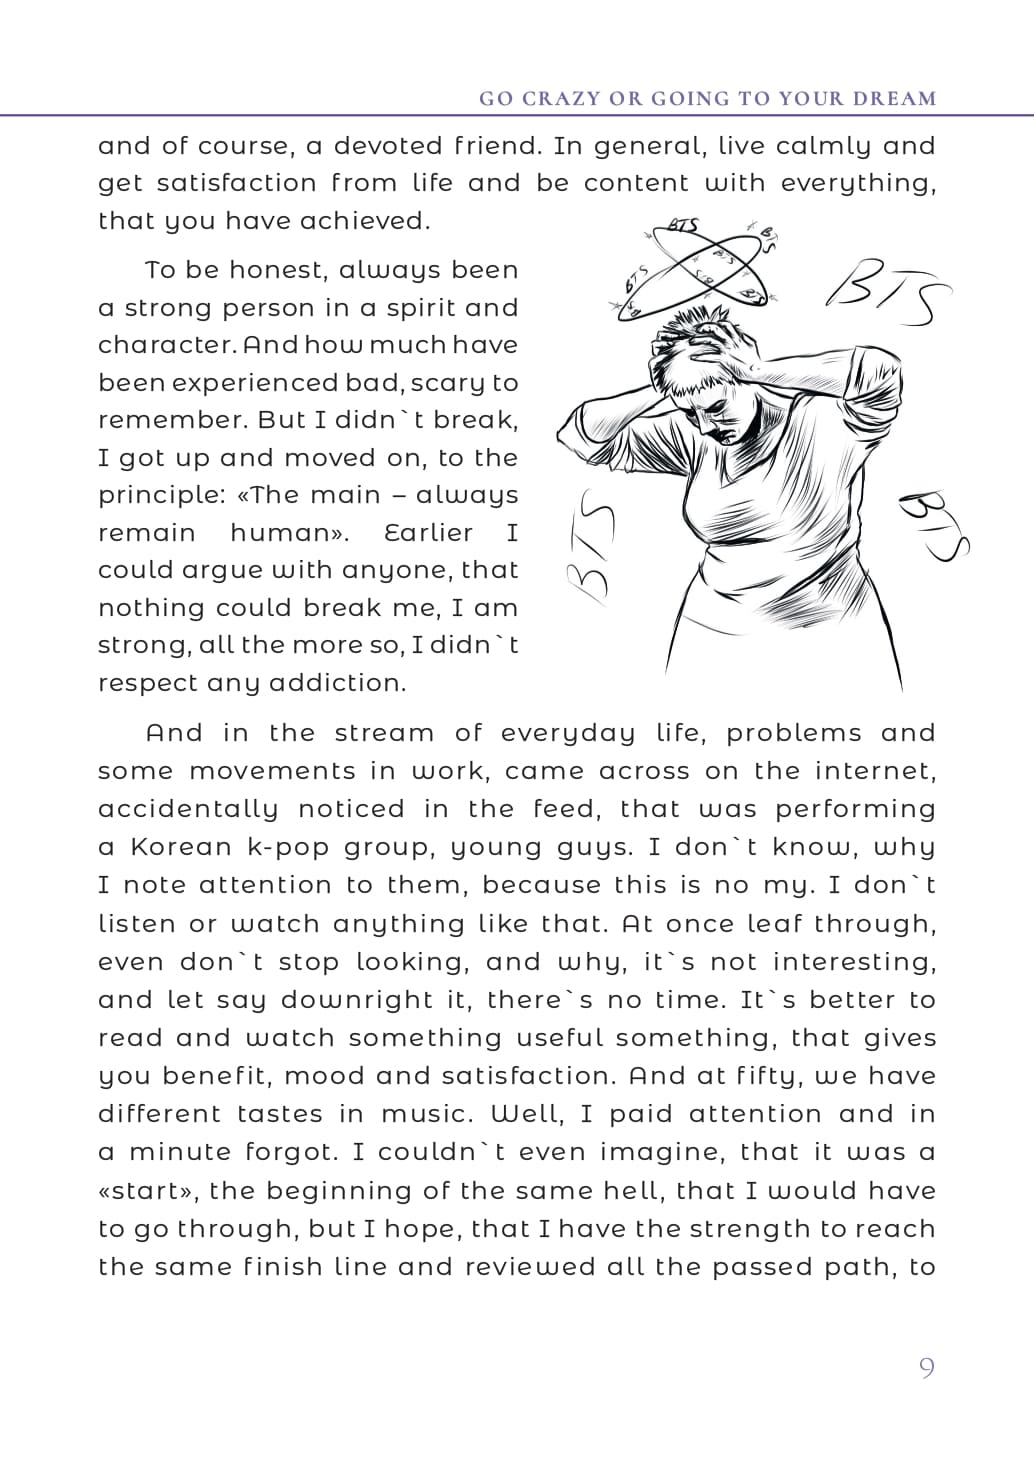 GO CRAZY OR GOING TO YOUR DREAM
and of course, a devoted friend. In general, live calmly and
get satisfaction from life and be content with everything,
that you have achieved.
To be honest, always been
a strong person in a spirit and
character. And how much have
been experienced bad, scary to
remember. But I didn`t break,
I got up and moved on, to the
principle: «The main – always
remain human». Earlier I
could argue with anyone, that
nothing could break me, I am
strong, all the more so, I didn`t
respect any addiction.
BTS
BTS
BTS
BTS
BTS
BTS
BTS
BTS
BTS
And in the stream of everyday life, problems and
some movements in work, came across on the internet,
accidentally noticed in the feed, that was performing
a Korean k-pop group, young guys. I don`t know, why
I note attention to them, because this is no my. I don`t
listen or watch anything like that. At once leaf through,
even don`t stop looking, and why, it`s not interesting,
and let say downright it, there`s no time. It`s better to
read and watch something useful something, that gives
you benefit, mood and satisfaction. And at fifty, we have
different tastes in music. Well, I paid attention and in
a minute forgot. I couldn`t even imagine, that it was a
«start», the beginning of the same hell, that I would have
to go through, but I hope, that I have the strength to reach
the same finish line and reviewed all the passed path, to
9